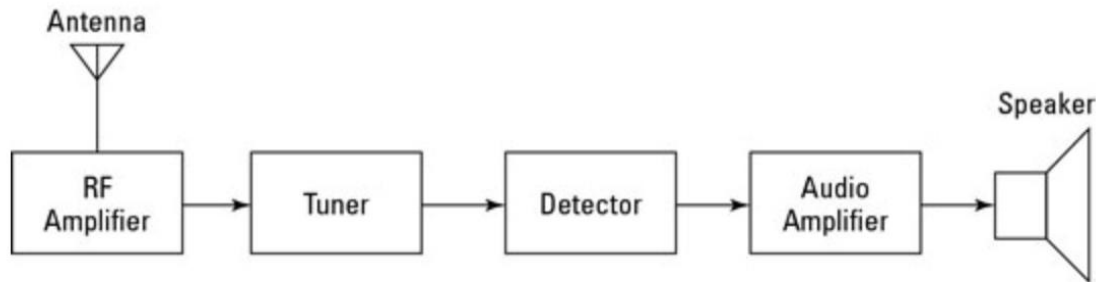 Antenna
Speaker
RF
Amplifier
Tuner
Detector
Audio
Amplifier